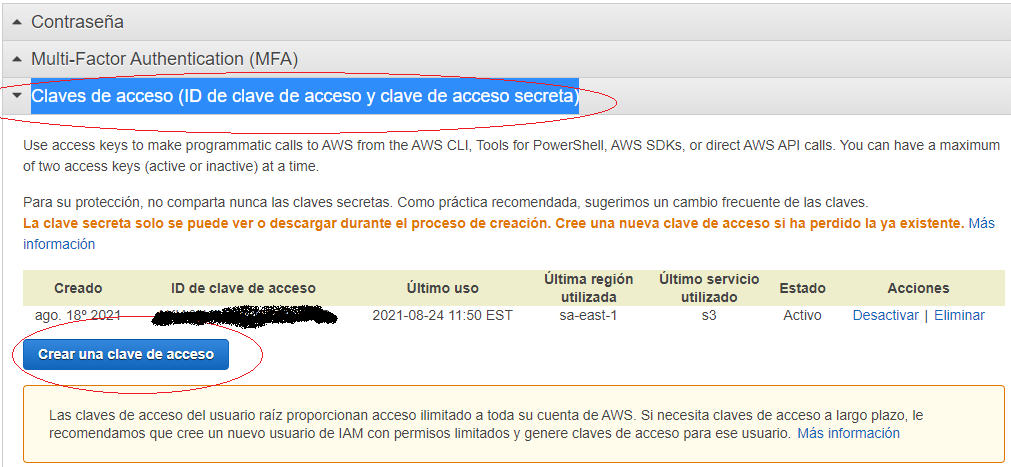 Contraseña
Multi-Factor Authentication (MFA)
Claves de acceso (ID de clave de acceso y clave de acceso secreta)
Use access keys to make programmatic calls to AWS from the AWS CLI, Tools for PowerShell, AWS SDKs, or direct AWS API calls. You can have a maximum
of two access keys (active or inactive) at a time.
Para su protección, no comparta nunca las claves secretas. Como práctica recomendada, sugerimos un cambio frecuente de las claves.
La clave secreta solo se puede ver o descargar durante el proceso de creación. Cree una nueva clave de acceso si ha perdido la ya existente. Más
información
Creado ID de clave de acceso Último uso Última región utilizada Último servicio utilizado Estado Acciones
ago. 18º 2021 2021-08-24 11:50 EST sa-east-1 s3 Activo Desactivar | Eliminar
Crear una clave de acceso
Las claves de acceso del usuario raíz proporcionan acceso ilimitado a toda su cuenta de AWS. Si necesita claves de acceso a largo plazo, le
recomendamos que cree un nuevo usuario de IAM con permisos limitados y genere claves de acceso para ese usuario. Más información